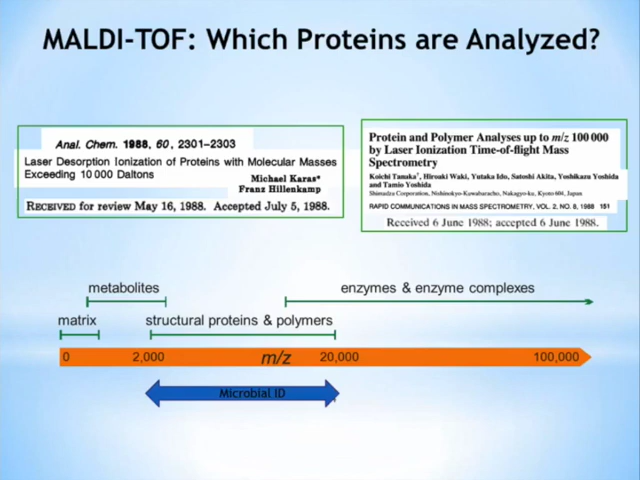 MALDI-TOF: Which Proteins are Analyzed?
Anal. Chem. 1988, 60, 2301–2303
Laser Desorption Ionization of Proteins with Molecular Masses
Exceeding 10 000 Daltons
Michael Karas*
Franz Hillenkamp
RECEIVED for review May 16, 1988. Accepted July 5, 1988.
Protein and Polymer Analyses up to m/z 100 000
by Laser Ionization Time-of-flight Mass
Spectrometry
Koichi Tanaka†, Hiroaki Waki, Yutaka Ido, Satoshi Akita, Yoshikazu Yoshida
and Tamio Yoshida
Shimadzu Corporation, Nishinokyo-Kuwabaracho, Nakagyo-ku, Kyoto 604, Japan
RAPID COMMUNICATIONS IN MASS SPECTROMETRY, VOL. 2, NO. 8, 1988 151
Received 6 June 1988; accepted 6 June 1988.
metabolites
enzymes & enzyme complexes
matrix
structural proteins & polymers
0
2,000
m/z
20,000
100,000
Microbial ID